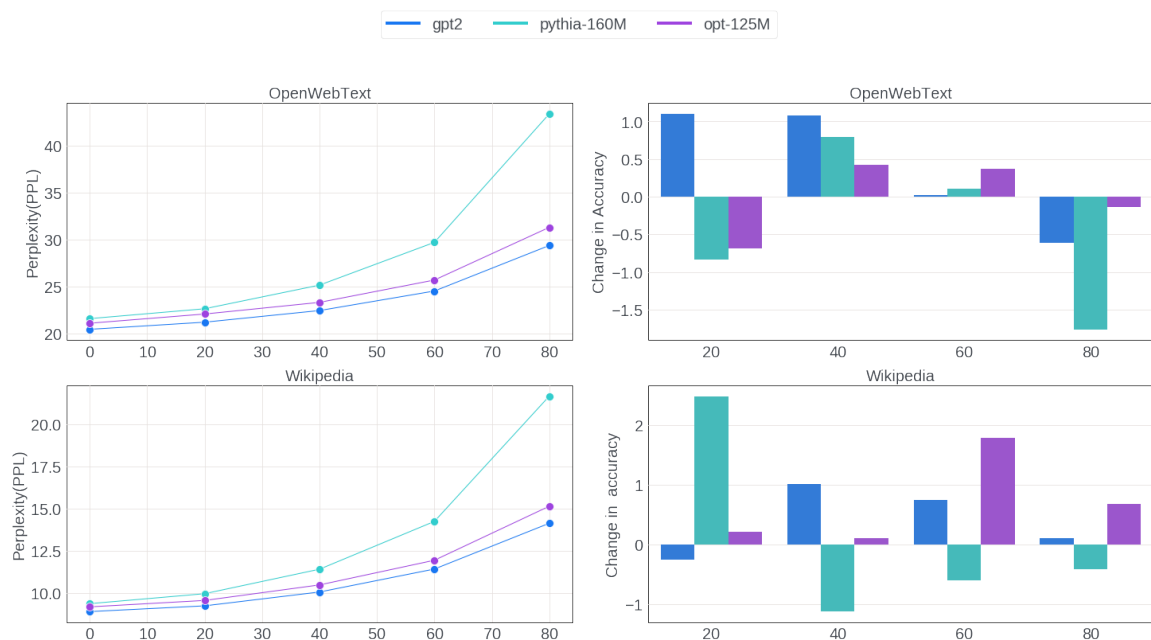 gpt2 pythia-160M opt-125M
OpenWebText
Perplexity(PPL)
40
35
30
25
20
0 10 20 30 40 50 60 70 80
OpenWebText
Change in Accuracy
1.0
0.5
0.0
−0.5
−1.0
−1.5
20 40 60 80
Wikipedia
Perplexity(PPL)
20.0
17.5
15.0
12.5
10.0
0 10 20 30 40 50 60 70 80
Wikipedia
Change in accuracy
2
1
0
−1
20 40 60 80